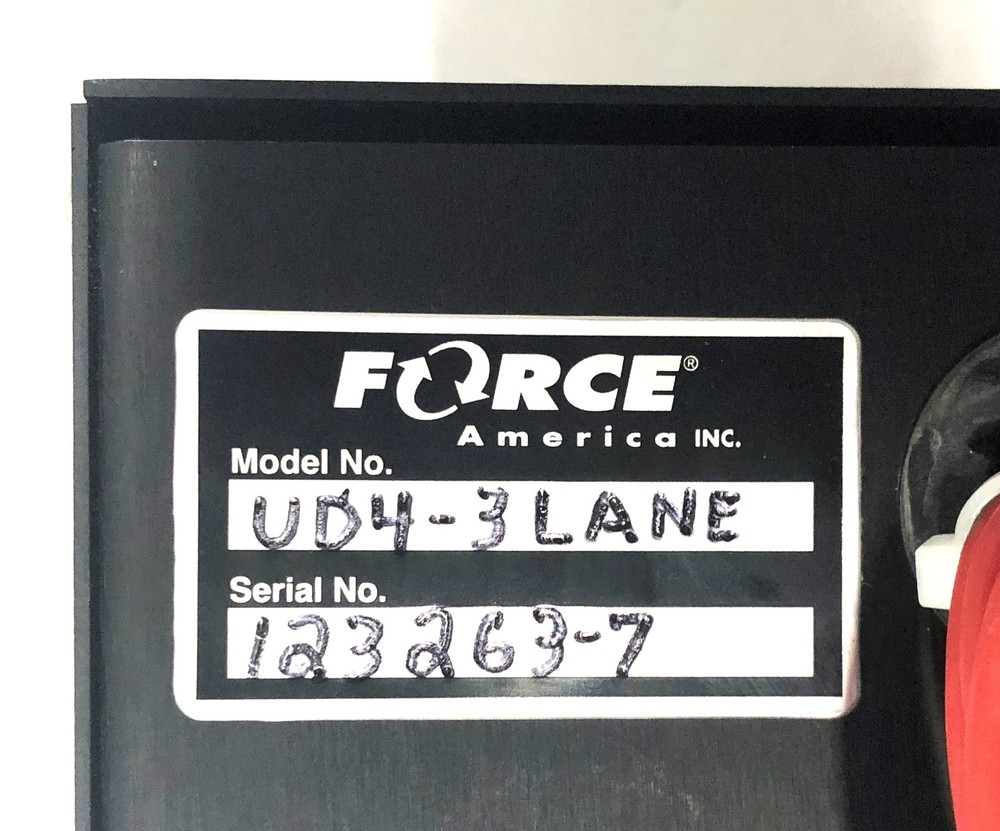 FORCE®
America INC.
Model No.
UD4-3LANE
Serial No.
123263-7